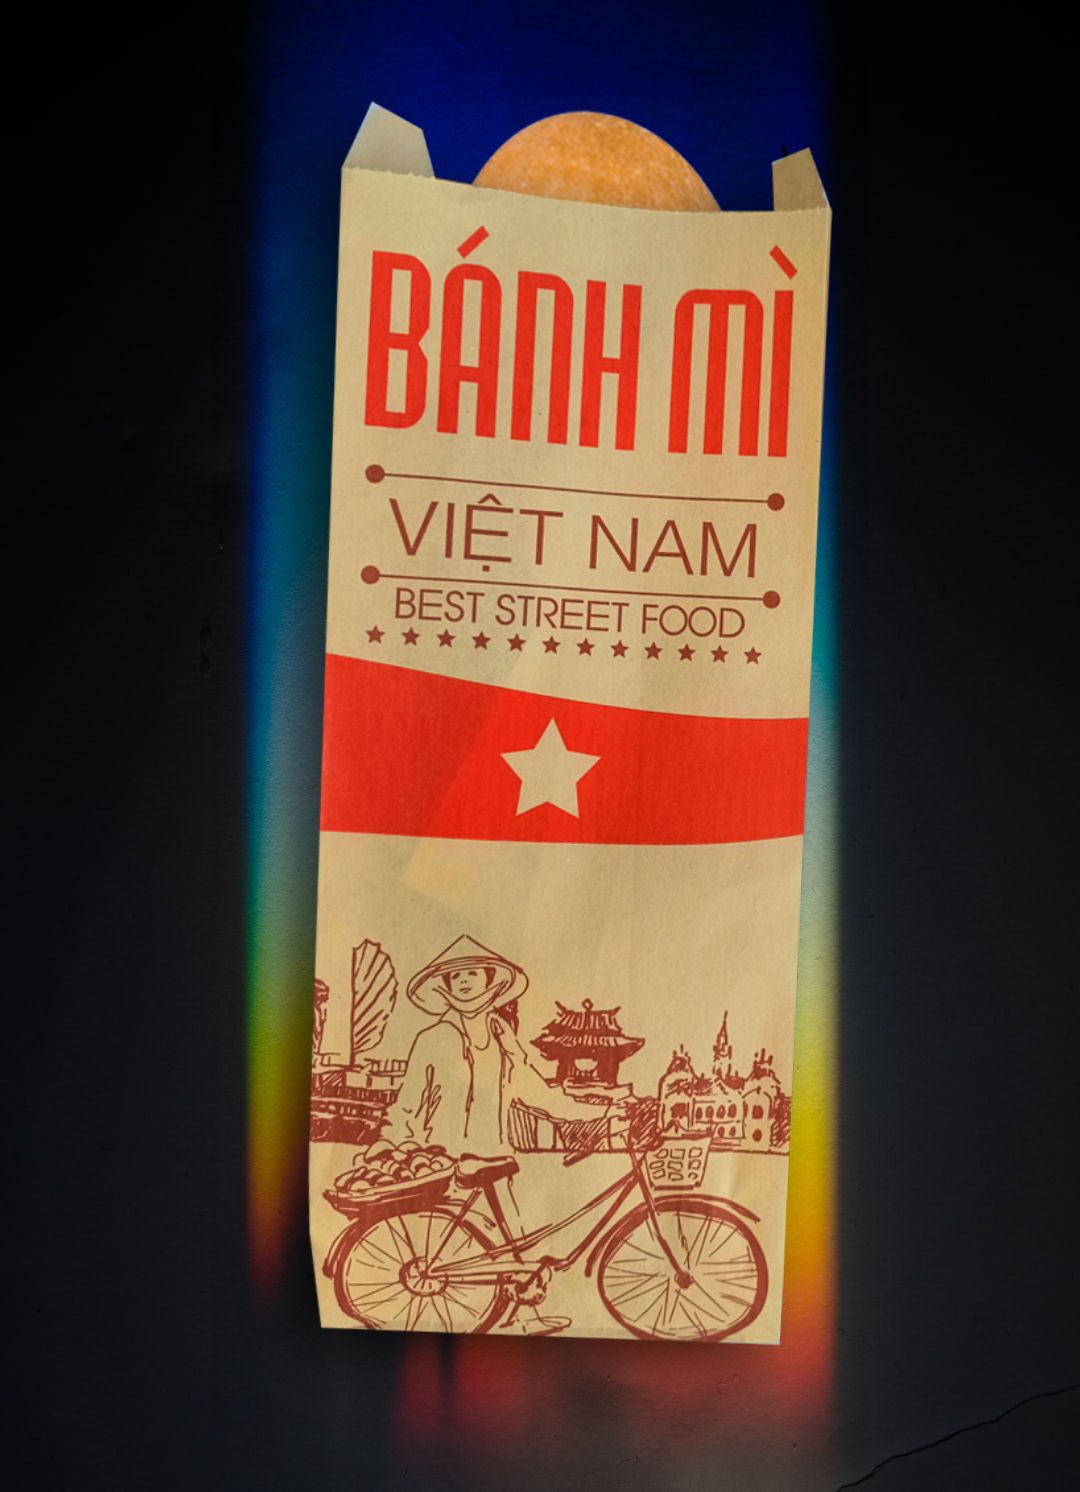 BÁNH MÌ
VIỆT NAM
BEST STREET FOOD